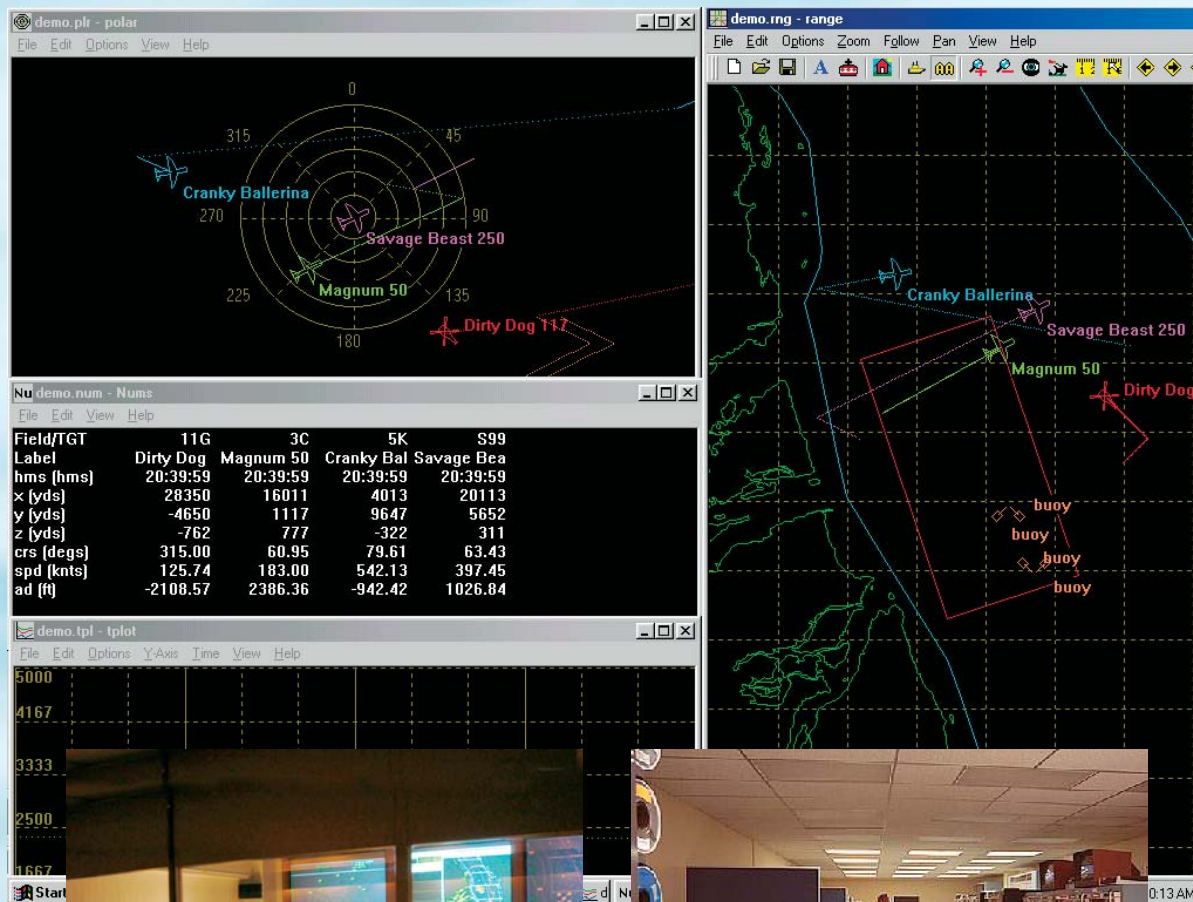 demo.plr - polar
File Edit Options View Help
0
315
45
Cranky Ballerina
270
90
Savage Beast 250
Magnum 50
225
135
Dirty Dog 117
180
Nu demo.num - Nums
File Edit View Help
Field/TGT 11G 3C 5K S99
Label Dirty Dog Magnum 50 Cranky Bal Savage Bea
hms (hms) 20:39:59 20:39:59 20:39:59 20:39:59
x (yds) 28350 16011 4013 20113
y (yds) -4650 1117 9647 5652
z (yds) -762 777 -322 311
crs (degs) 315.00 60.95 79.61 63.43
spd (knts) 125.74 183.00 542.13 397.45
ad (ft) -2108.57 2386.36 -942.42 1026.84
demo.tpl - tplot
File Edit Options Y-Axis Time View Help
5000
4167
3333
2500
1667
Start
d
demo.rng - range
File Edit Options Zoom Follow Pan View Help
A
Cranky Ballerina
Savage Beast 250
Magnum 50
Dirty Dog
buoy
buoy
buoy
buoy
0:13 AM